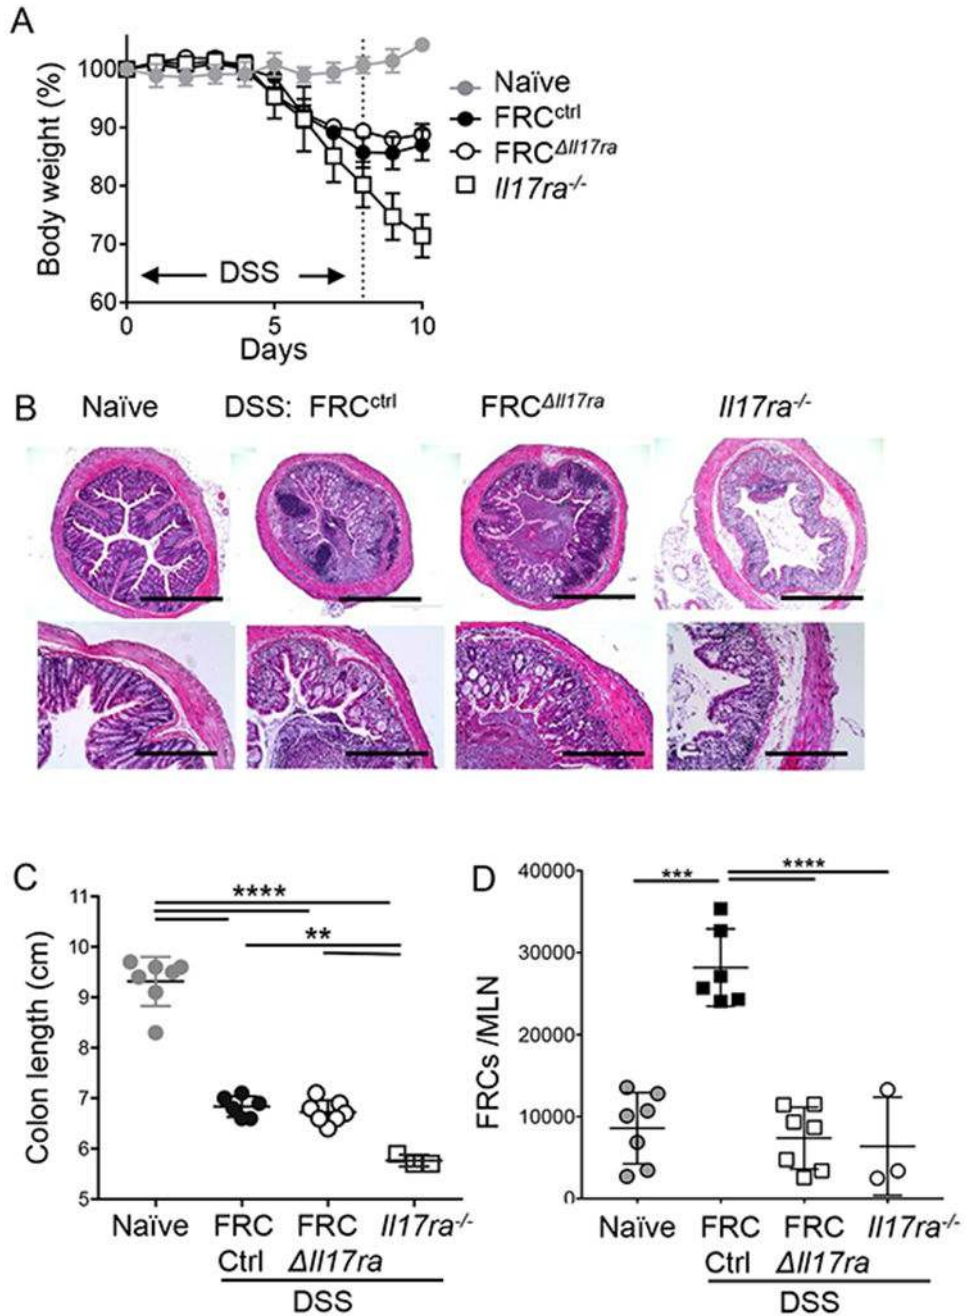 A
Body weight (%)
100
90
80
70
60
DSS
0
5
10
Days
Naïve
FRCctrl
FRCΔIl17ra
Il17ra-/-
B
Naïve
DSS: FRCctrl
FRCΔIl17ra
Il17ra-/-
C
Colon length (cm)
11
10
9
8
7
6
5
****
**
Naïve
FRC
Ctrl
FRC
ΔIl17ra
Il17ra-/-
DSS
D
FRCs /MLN
40000
30000
20000
10000
0
***
****
Naïve
FRC
Ctrl
FRC
ΔIl17ra
Il17ra-/-
DSS